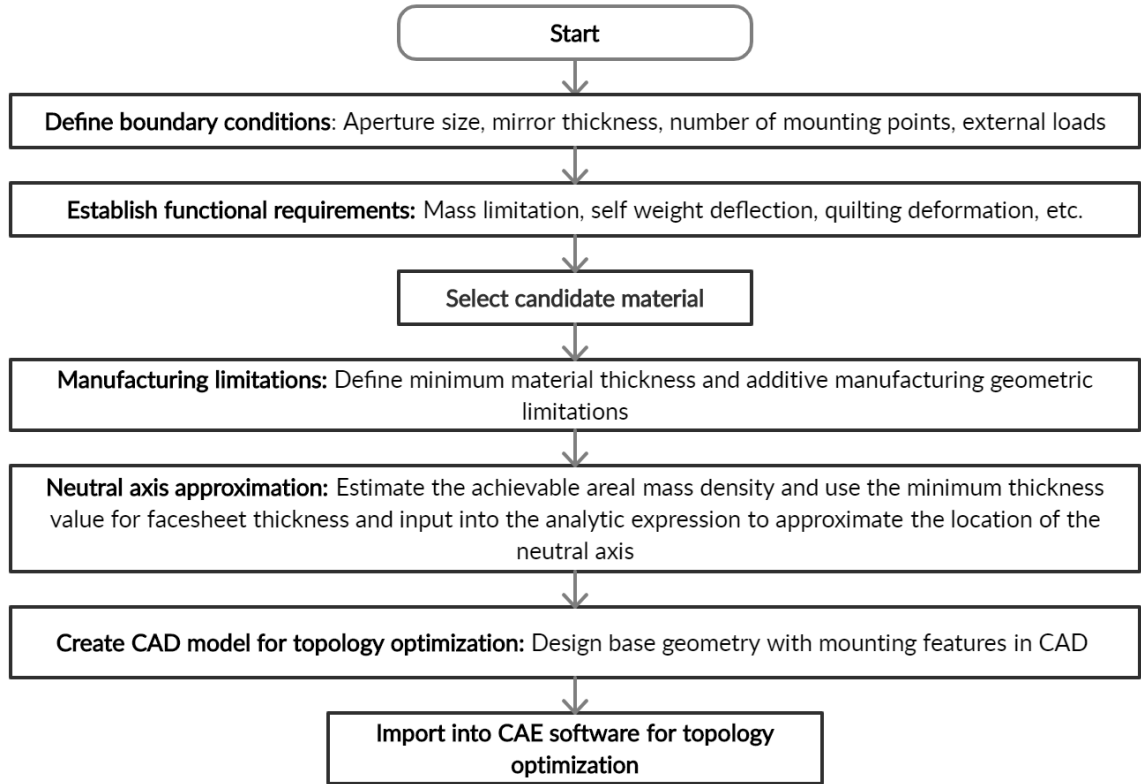 Start
Define boundary conditions: Aperture size, mirror thickness, number of mounting points, external loads
Establish functional requirements: Mass limitation, self weight deflection, quilting deformation, etc.
Select candidate material
Manufacturing limitations: Define minimum material thickness and additive manufacturing geometric
limitations
Neutral axis approximation: Estimate the achievable areal mass density and use the minimum thickness
value for facesheet thickness and input into the analytic expression to approximate the location of the
neutral axis
Create CAD model for topology optimization: Design base geometry with mounting features in CAD
Import into CAE software for topology
optimization